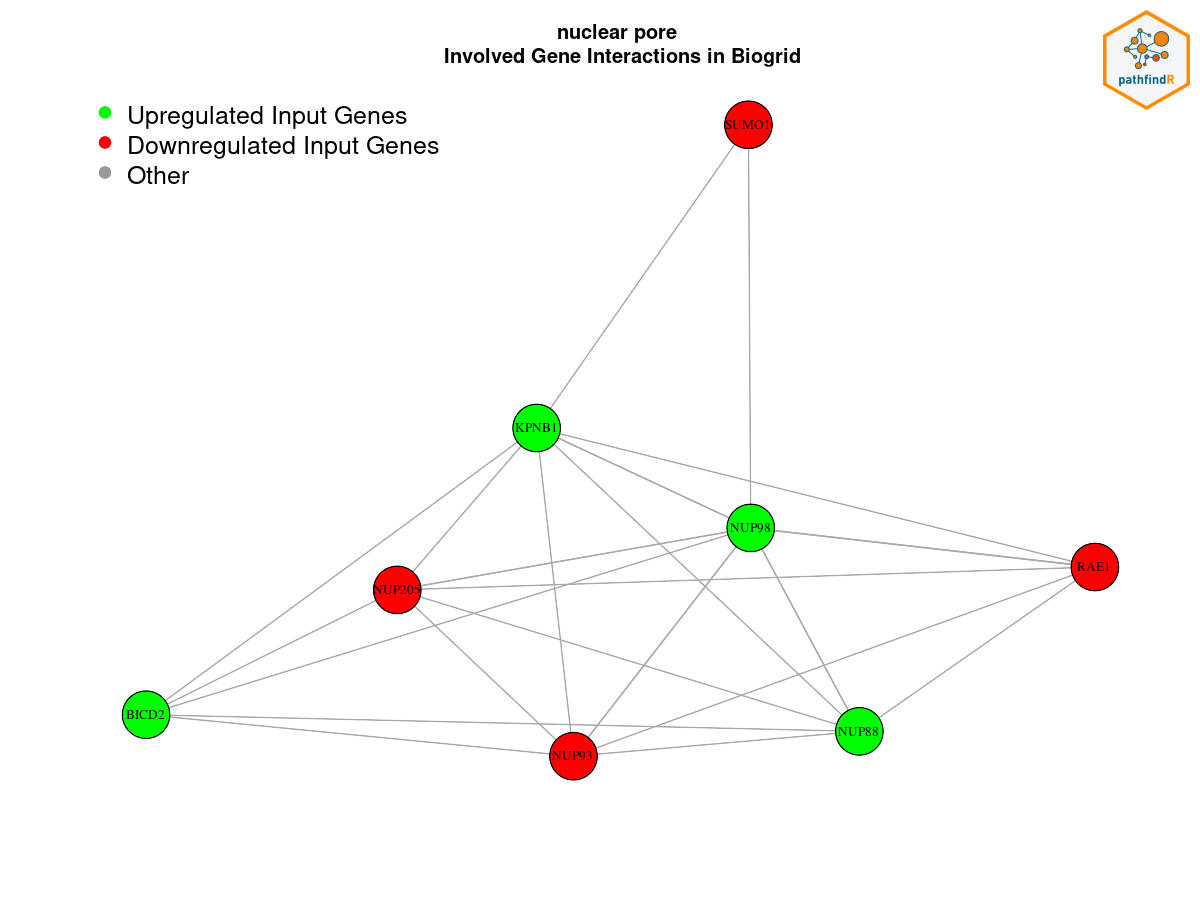 nuclear pore
Involved Gene Interactions in Biogrid
pathfindR
Upregulated Input Genes
Downregulated Input Genes
Other
SUMO1
KPNB1
NUP98
RAE1
NUP205
BICD2
NUP88
NUP93